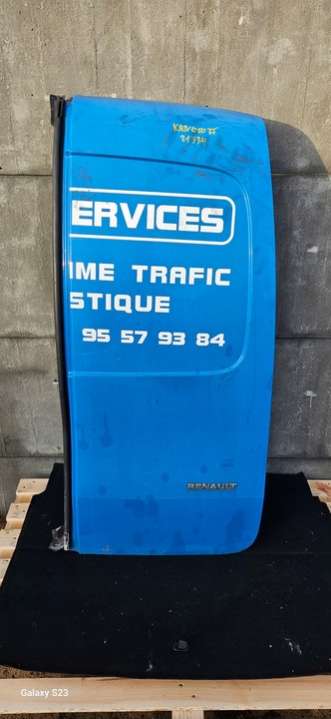 ERVICES
IME TRAFIC
STIQUE
95 57 93 84
RENAULT
Galaxy S23